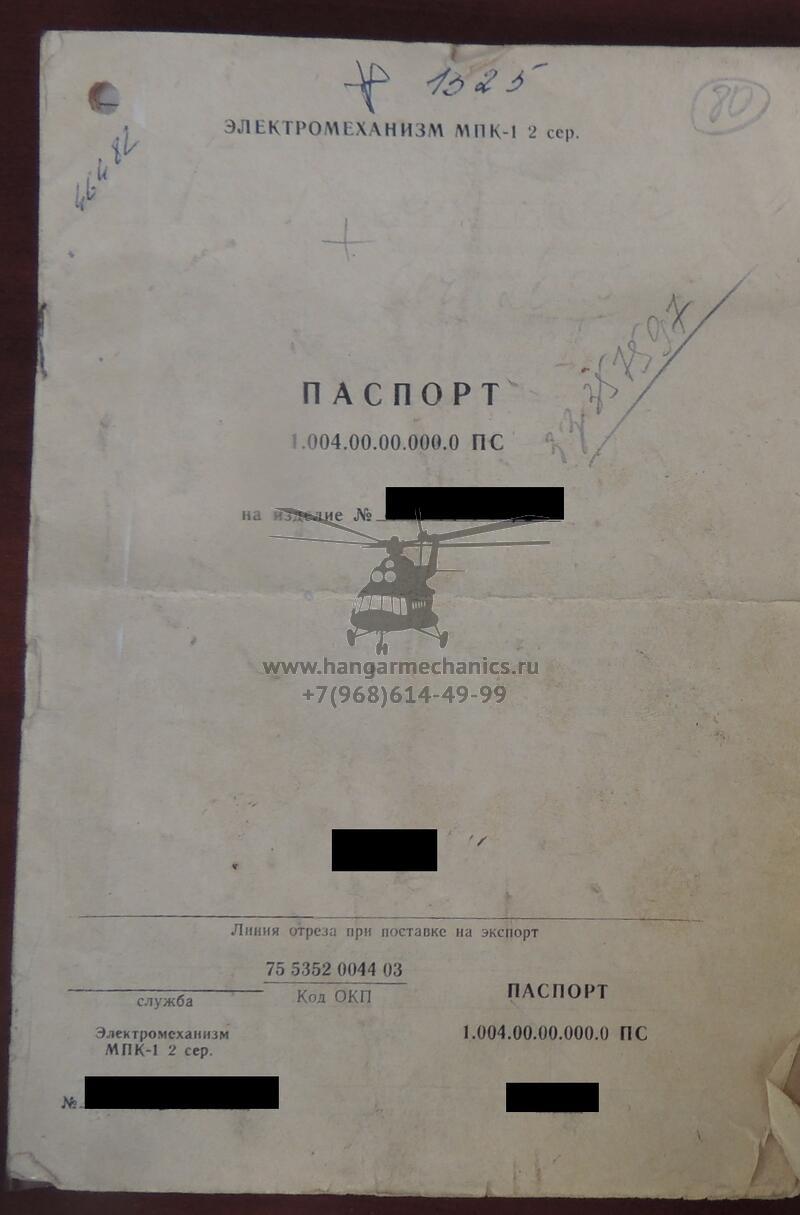 1525
80
ЭЛЕКТРОМЕХАНИЗМ МПК-1 2 сер.
46482
ПАСПОРТ
1.004.00.00.000.0 ПС
на изделие №
www.hangarmechanics.ru
+7(968)614-49-99
Линия отреза при поставке на экспорт
75 5352 0044 03
служба
Код ОКП
ПАСПОРТ
Электромеханизм
МПК-1 2 сер.
1.004.00.00.000.0 ПС
№